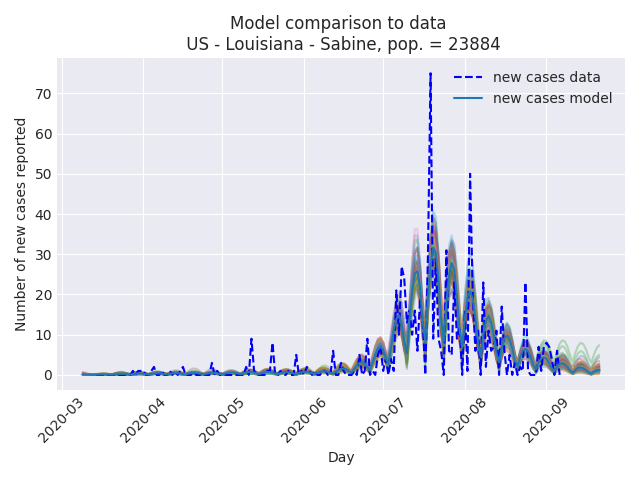 Model comparison to data
US - Louisiana - Sabine, pop. = 23884
new cases data
new cases model
Number of new cases reported
70
60
50
40
30
20
10
0
2020-03
2020-04
2020-05
2020-06
2020-07
2020-08
2020-09
Day